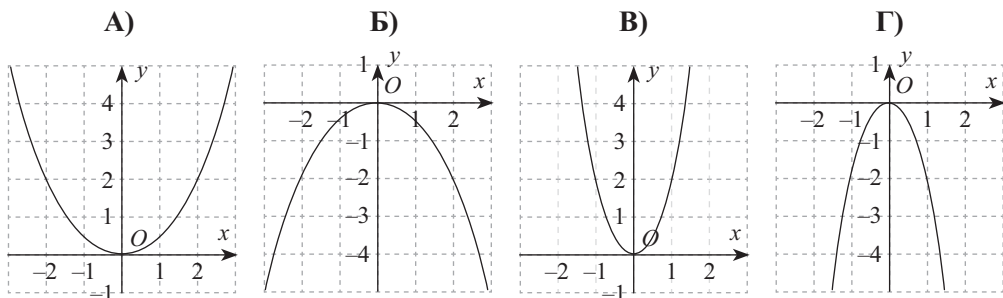 А) Б) В) Г)
y 4 3 2 1 O x –2 –1 1 2 –1
1 y O x –2 –1 1 2 –1 –2 –3 –4
y 4 3 2 1 O x –2 –1 1 2 –1
1 y O x –2 –1 1 2 –1 –2 –3 –4